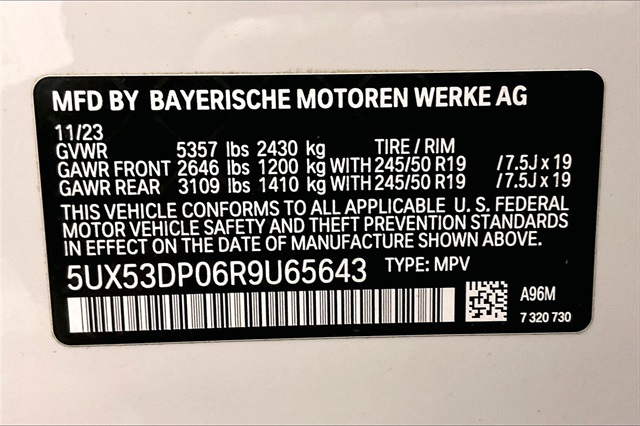 MFD BY BAYERISCHE MOTOREN WERKE AG
11/23
GVWR 5357 lbs 2430 kg TIRE / RIM
GAWR FRONT 2646 lbs 1200 kg WITH 245/50 R19 /7.5J x 19
GAWR REAR 3109 lbs 1410 kg WITH 245/50 R19 /7.5J x 19
THIS VEHICLE CONFORMS TO ALL APPLICABLE U. S. FEDERAL
MOTOR VEHICLE SAFETY AND THEFT PREVENTION STANDARDS
IN EFFECT ON THE DATE OF MANUFACTURE SHOWN ABOVE.
5UX53DP06R9U65643 TYPE: MPV
A96M
7 320 730